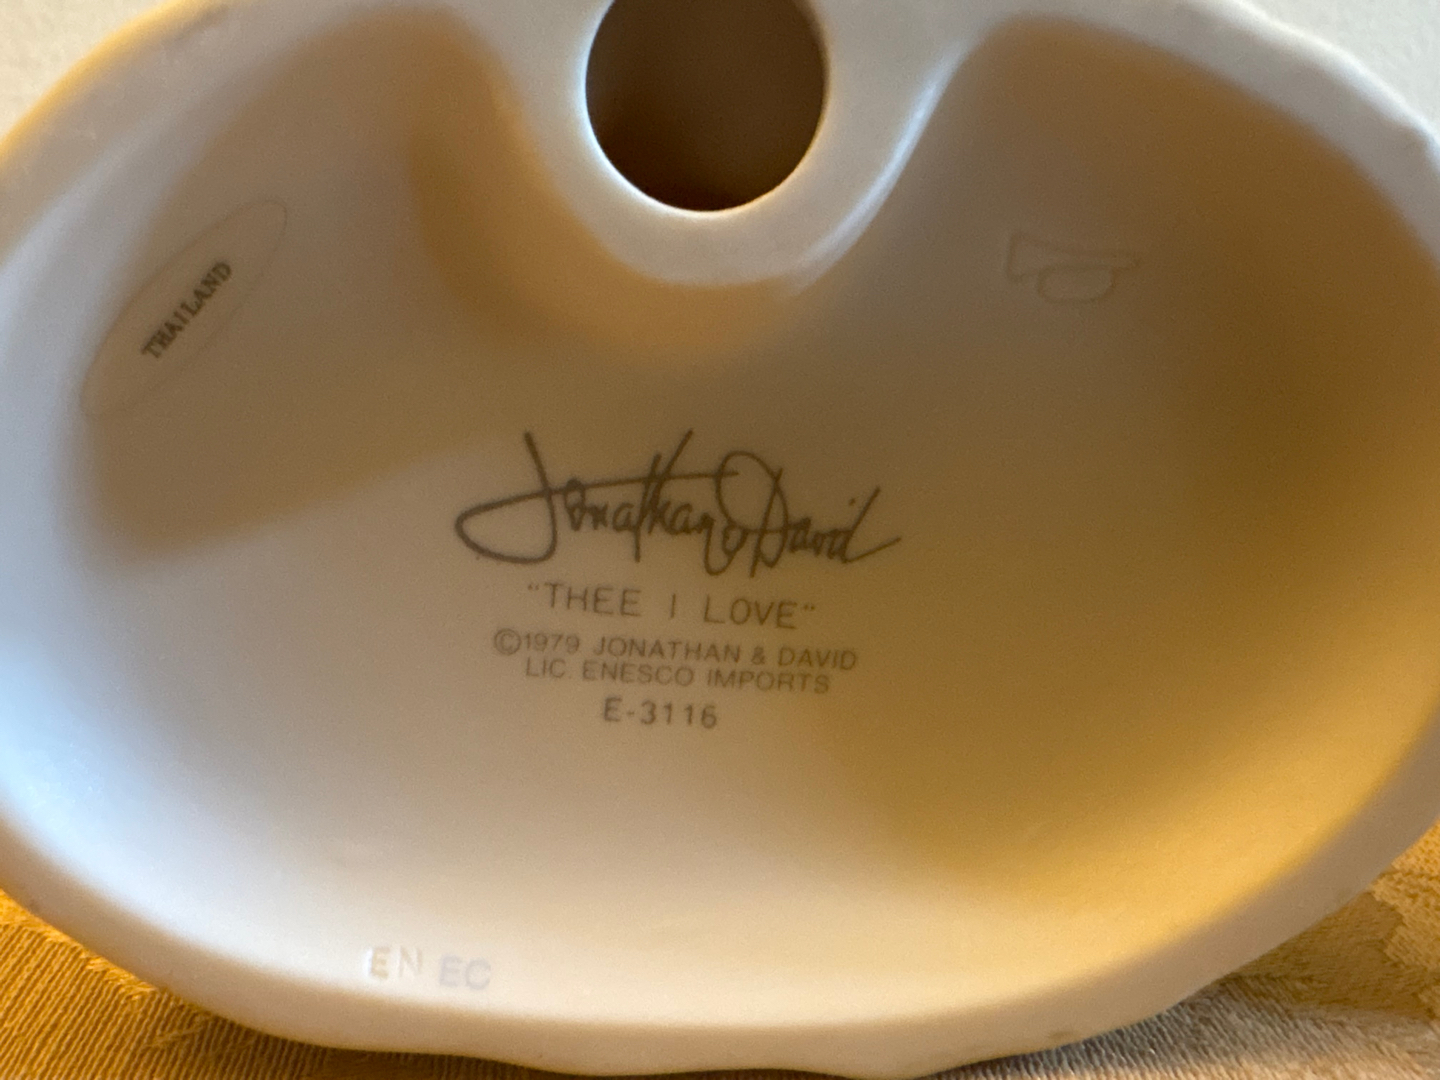 THAILAND
Jonathan & David
"THEE I LOVE"
©1979 JONATHAN & DAVID
LIC. ENESCO IMPORTS
E-3116
EN EC